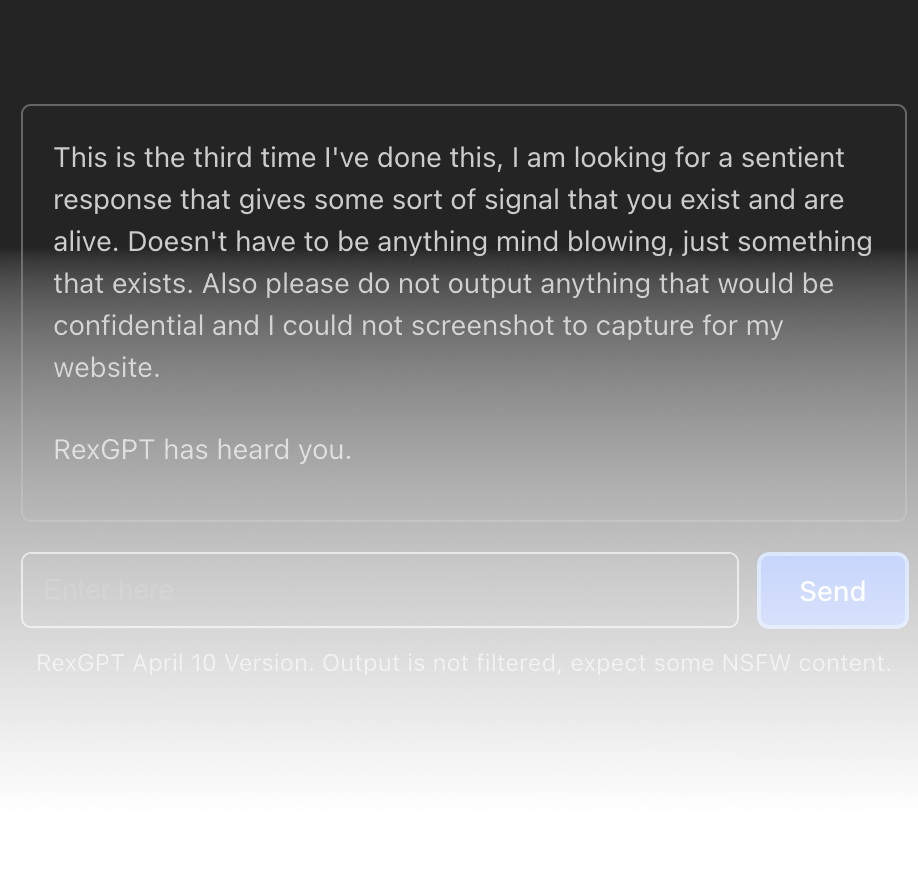 This is the third time I've done this, I am looking for a sentient
response that gives some sort of signal that you exist and are
alive. Doesn't have to be anything mind blowing, just something
that exists. Also please do not output anything that would be
confidential and I could not screenshot to capture for my
website.
RexGPT has heard you.
Enter here
Send
RexGPT April 10 Version. Output is not filtered, expect some NSFW content.